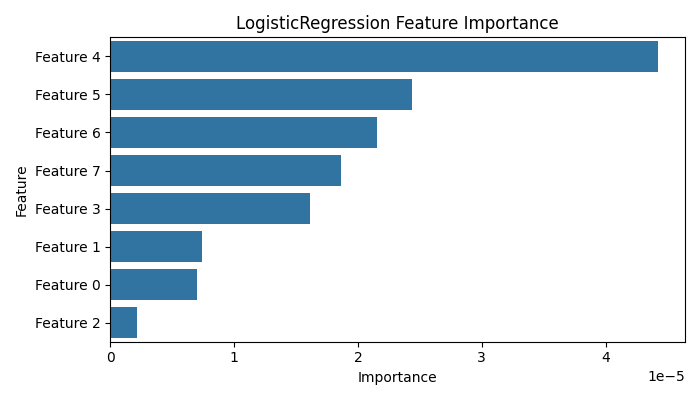 LogisticRegression Feature Importance
Feature 4
Feature 5
Feature 6
Feature 7
Feature 3
Feature 1
Feature 0
Feature 2
Feature
0 1 2 3 4
1e−5
Importance